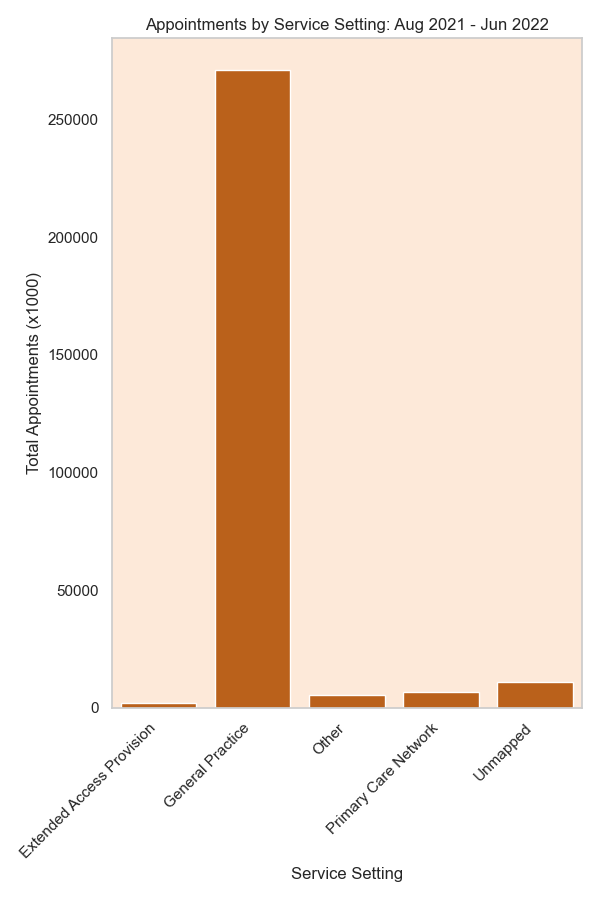 Appointments by Service Setting: Aug 2021 - Jun 2022
Total Appointments (x1000)
250000
200000
150000
100000
50000
0
Extended Access Provision
General Practice
Other
Primary Care Network
Unmapped
Service Setting